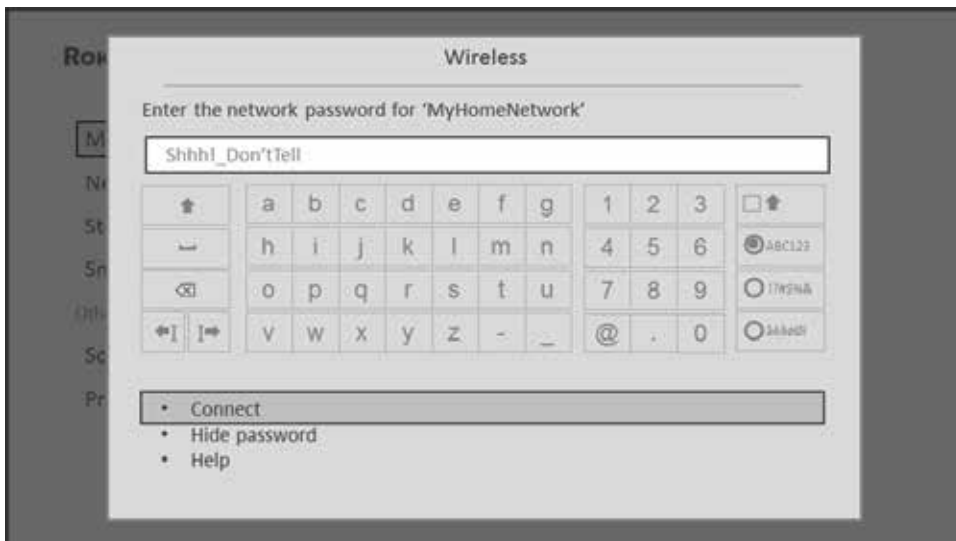 Wireless
Enter the network password for 'MyHomeNetwork'
Shhh!_Don'tTell
a b c d e f g 1 2 3
h i j k l m n 4 5 6 ABC123
o p q r s t u 7 8 9
v w x y z - _ @ . 0
• Connect
• Hide password
• Help